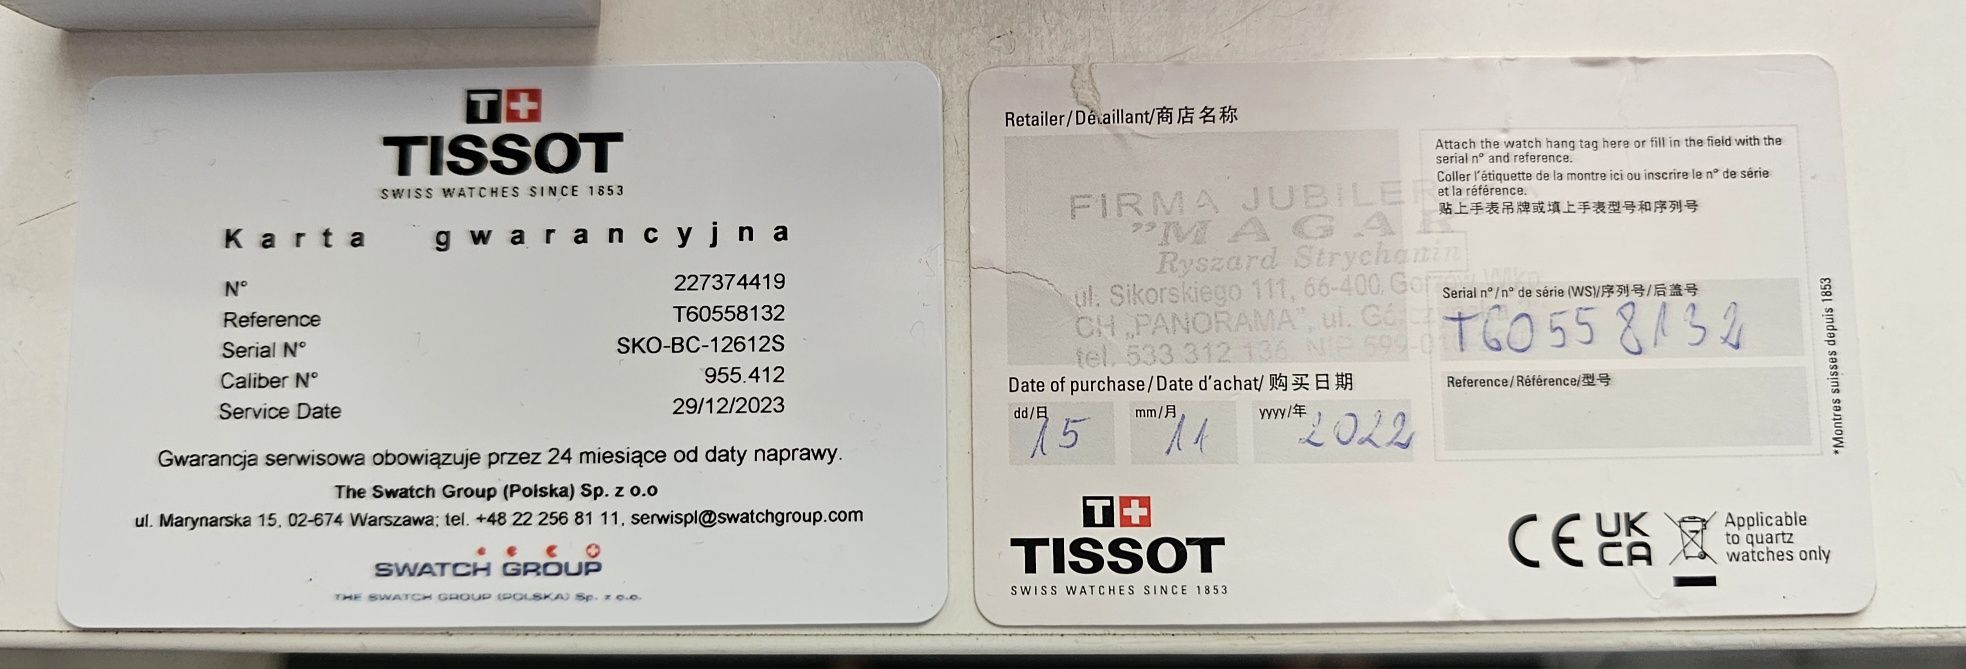 T+
TISSOT
SWISS WATCHES SINCE 1853
Karta gwarancyjna
N° 227374419
Reference T60558132
Serial N° SKO-BC-12612S
Caliber N° 955.412
Service Date 29/12/2023
Gwarancja serwisowa obowiązuje przez 24 miesiące od daty naprawy.
The Swatch Group (Polska) Sp. z o.o
ul. Marynarska 15, 02-674 Warszawa; tel. +48 22 256 81 11, serwispl@swatchgroup.com
SWATCH GROUP
THE SWATCH GROUP (POLSKA) Sp. z o.o.
Retailer/Détaillant/商店名称
FIRMA JUBILER
"MAGAR
Ryszard Strychanin
ul. Sikorskiego 111, 66-400, Gorzów Wlkp.
CH „PANORAMA", ul.
tel. 533 312 136, NIP 599-01
Date of purchase/Date d'achat/购买日期
dd/日 mm/月 yyyy/年
15 11 2022
Attach the watch hang tag here or fill in the field with the
serial n° and reference.
Coller l'étiquette de la montre ici ou inscrire le n° de série
et la référence.
贴上手表吊牌或填上手表型号和序列号
Serial n°/n° de série (WS)/序列号/后盖号
T60558132
Reference/Référence/型号
*Montres suisses depuis 1853
T+
TISSOT
SWISS WATCHES SINCE 1853
CE UK
CA
Applicable
to quartz
watches only